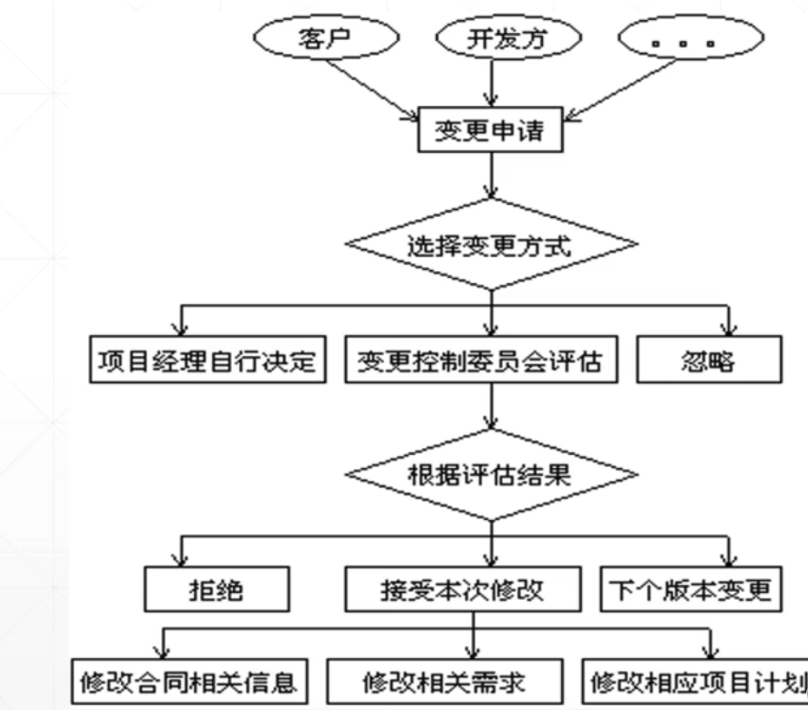 客户
开发方
。。。
变更申请
选择变更方式
项目经理自行决定
变更控制委员会评估
忽略
根据评估结果
拒绝
接受本次修改
下个版本变更
修改合同相关信息
修改相关需求
修改相应项目计划